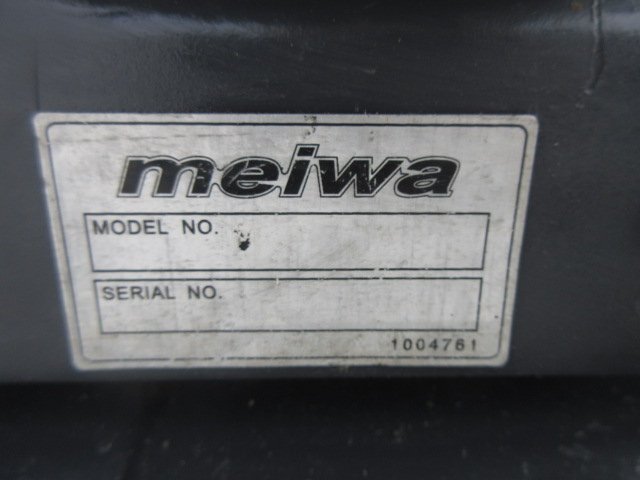 meiwa
MODEL NO.
SERIAL NO.
1004761